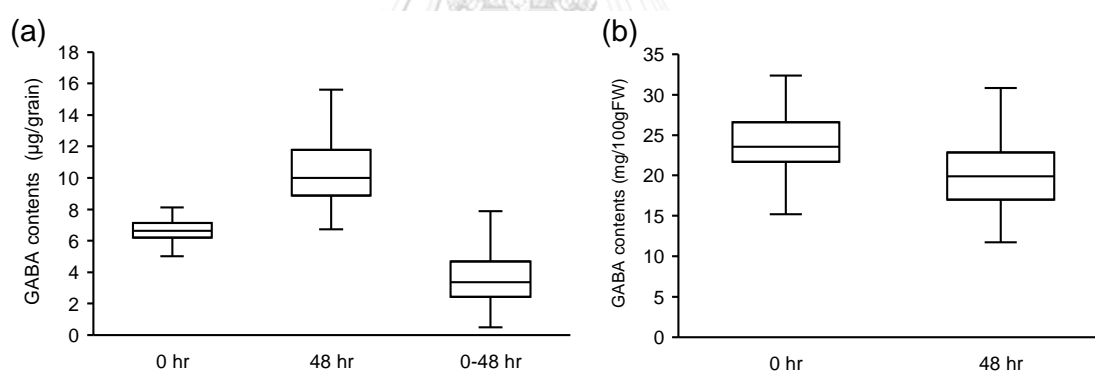 (a)
GABA contents (µg/grain)
18
16
14
12
10
8
6
4
2
0
0 hr
48 hr
0-48 hr
(b)
GABA contents (mg/100gFW)
35
30
25
20
15
10
5
0
0 hr
48 hr